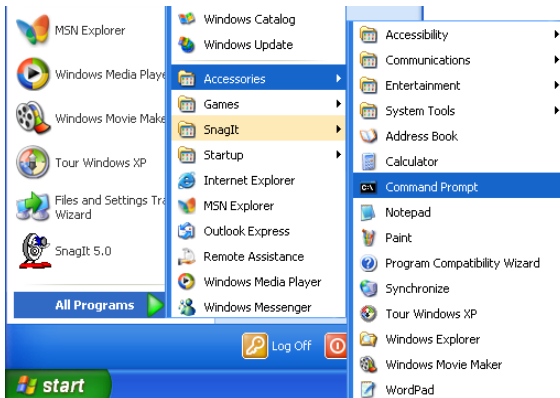 MSN Explorer
Windows Media Playe
Windows Movie Make
Tour Windows XP
Files and Settings Tra
Wizard
SnagIt 5.0
All Programs
Windows Catalog
Windows Update
Accessories
Games
SnagIt
Startup
Internet Explorer
MSN Explorer
Outlook Express
Remote Assistance
Windows Media Player
Windows Messenger
Accessibility
Communications
Entertainment
System Tools
Address Book
Calculator
C:\
Command Prompt
Notepad
Paint
Program Compatibility Wizard
Synchronize
Tour Windows XP
Windows Explorer
Windows Movie Maker
WordPad
Log Off
start